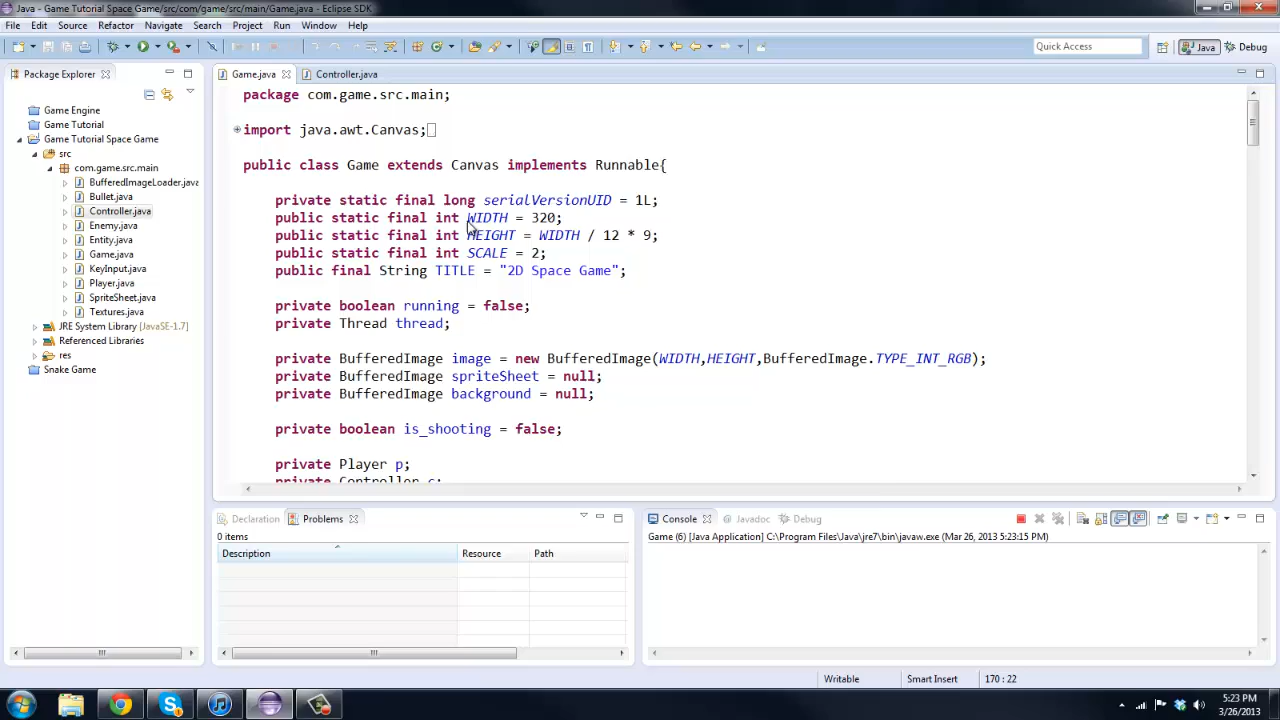 Java - Game Tutorial Space Game/src/com/game/src/main/Game.java - Eclipse SDK
File Edit Source Refactor Navigate Search Project Run Window Help
Quick Access
Java
Debug
Package Explorer
Game Engine
Game Tutorial
Game Tutorial Space Game
src
com.game.src.main
BufferedImageLoader.java
Bullet.java
Controller.java
Enemy.java
Entity.java
Game.java
KeyInput.java
Player.java
SpriteSheet.java
Textures.java
JRE System Library [JavaSE-1.7]
Referenced Libraries
res
Snake Game
Game.java
Controller.java
package com.game.src.main;
import java.awt.Canvas;
public class Game extends Canvas implements Runnable{
private static final long serialVersionUID = 1L;
public static final int WIDTH = 320;
public static final int HEIGHT = WIDTH / 12 * 9;
public static final int SCALE = 2;
public final String TITLE = "2D Space Game";
private boolean running = false;
private Thread thread;
private BufferedImage image = new BufferedImage(WIDTH,HEIGHT,BufferedImage.TYPE_INT_RGB);
private BufferedImage spriteSheet = null;
private BufferedImage background = null;
private boolean is_shooting = false;
private Player p;
private Controller c;
Declaration
Problems
0 items
Description Resource Path
Console
Javadoc
Debug
Game (6) [Java Application] C:\Program Files\Java\jre7\bin\javaw.exe (Mar 26, 2013 5:23:15 PM)
Writable
Smart Insert
170 : 22
5:23 PM
3/26/2013